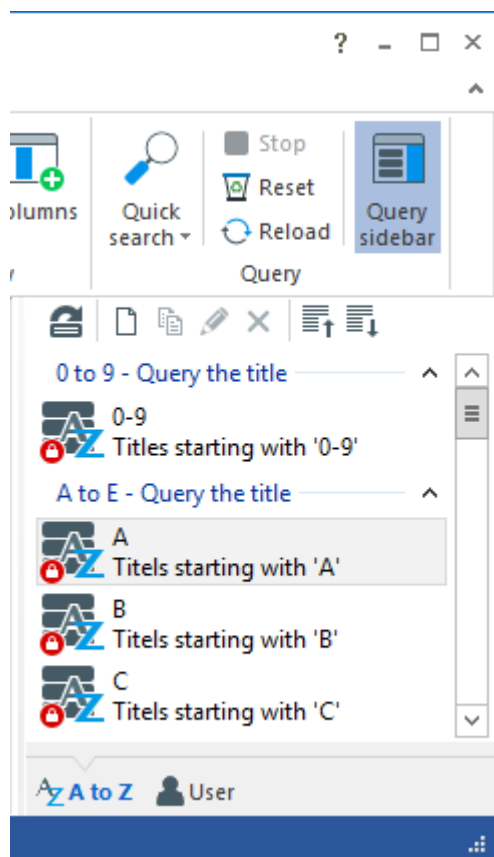 ?
Stop
Reset
Reload
olumns
Quick
search
Query
sidebar
Query
0 to 9 - Query the title
0-9
Titles starting with '0-9'
A to E - Query the title
A
Titels starting with 'A'
B
Titels starting with 'B'
C
Titels starting with 'C'
A to Z
User